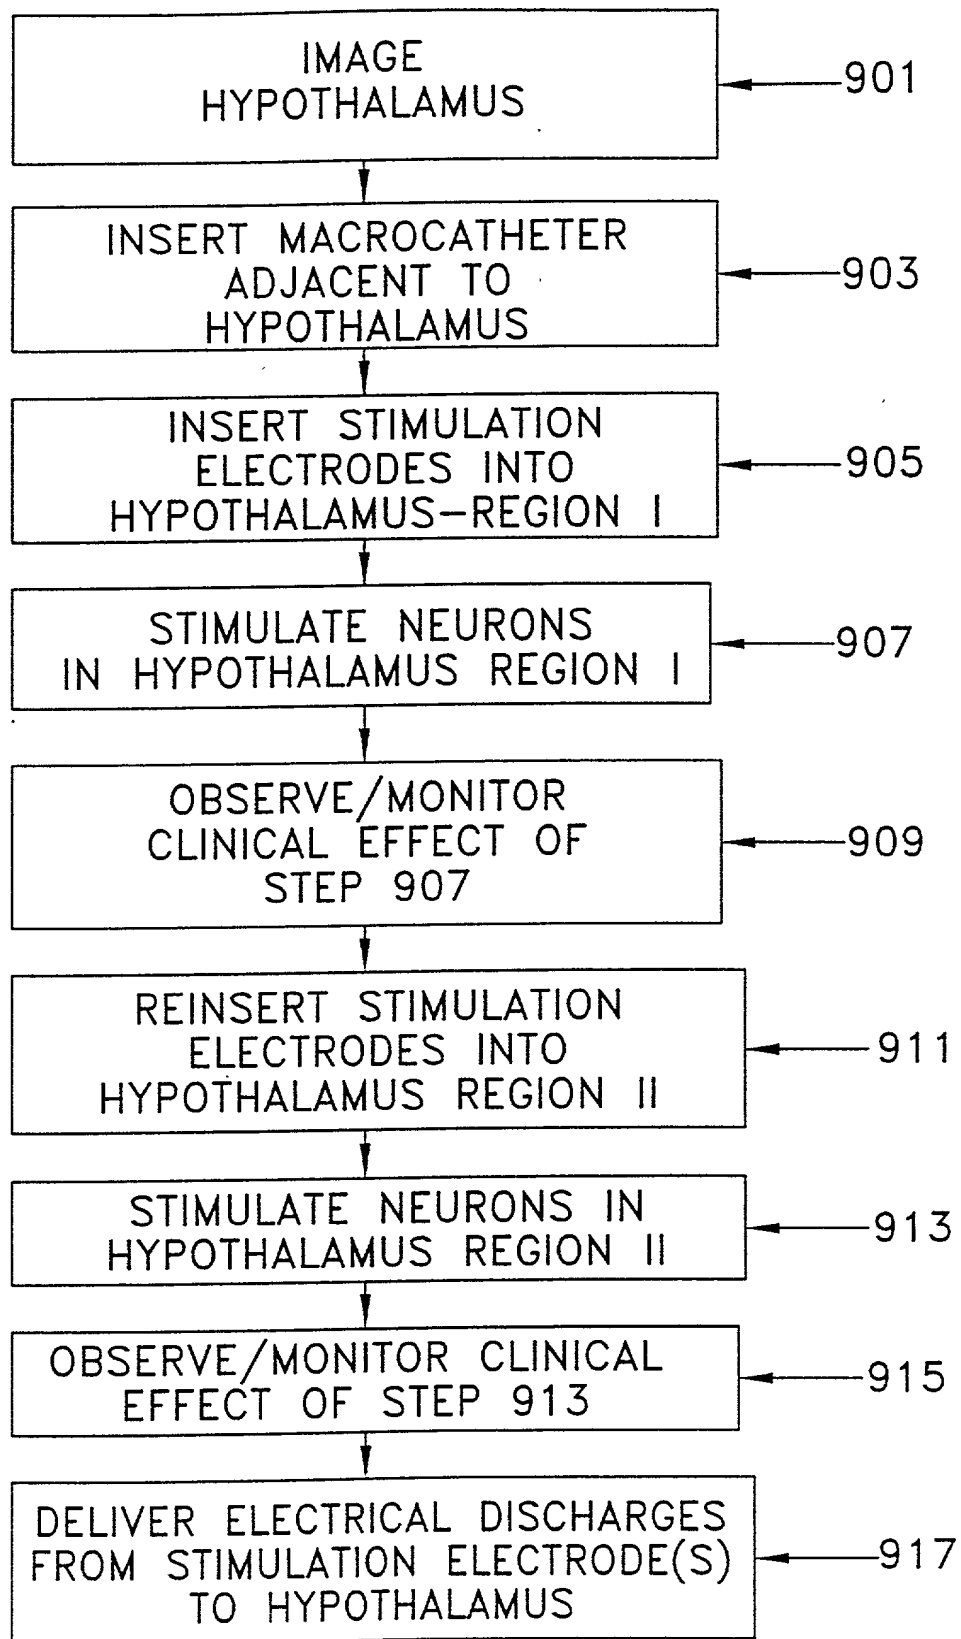 IMAGE
HYPOTHALAMUS
901
INSERT MACROCATHETER
ADJACENT TO
HYPOTHALAMUS
903
INSERT STIMULATION
ELECTRODES INTO
HYPOTHALAMUS-REGION I
905
STIMULATE NEURONS
IN HYPOTHALAMUS REGION I
907
OBSERVE/MONITOR
CLINICAL EFFECT OF
STEP 907
909
REINSERT STIMULATION
ELECTRODES INTO
HYPOTHALAMUS REGION II
911
STIMULATE NEURONS IN
HYPOTHALAMUS REGION II
913
OBSERVE/MONITOR CLINICAL
EFFECT OF STEP 913
915
DELIVER ELECTRICAL DISCHARGES
FROM STIMULATION ELECTRODE(S)
TO HYPOTHALAMUS
917